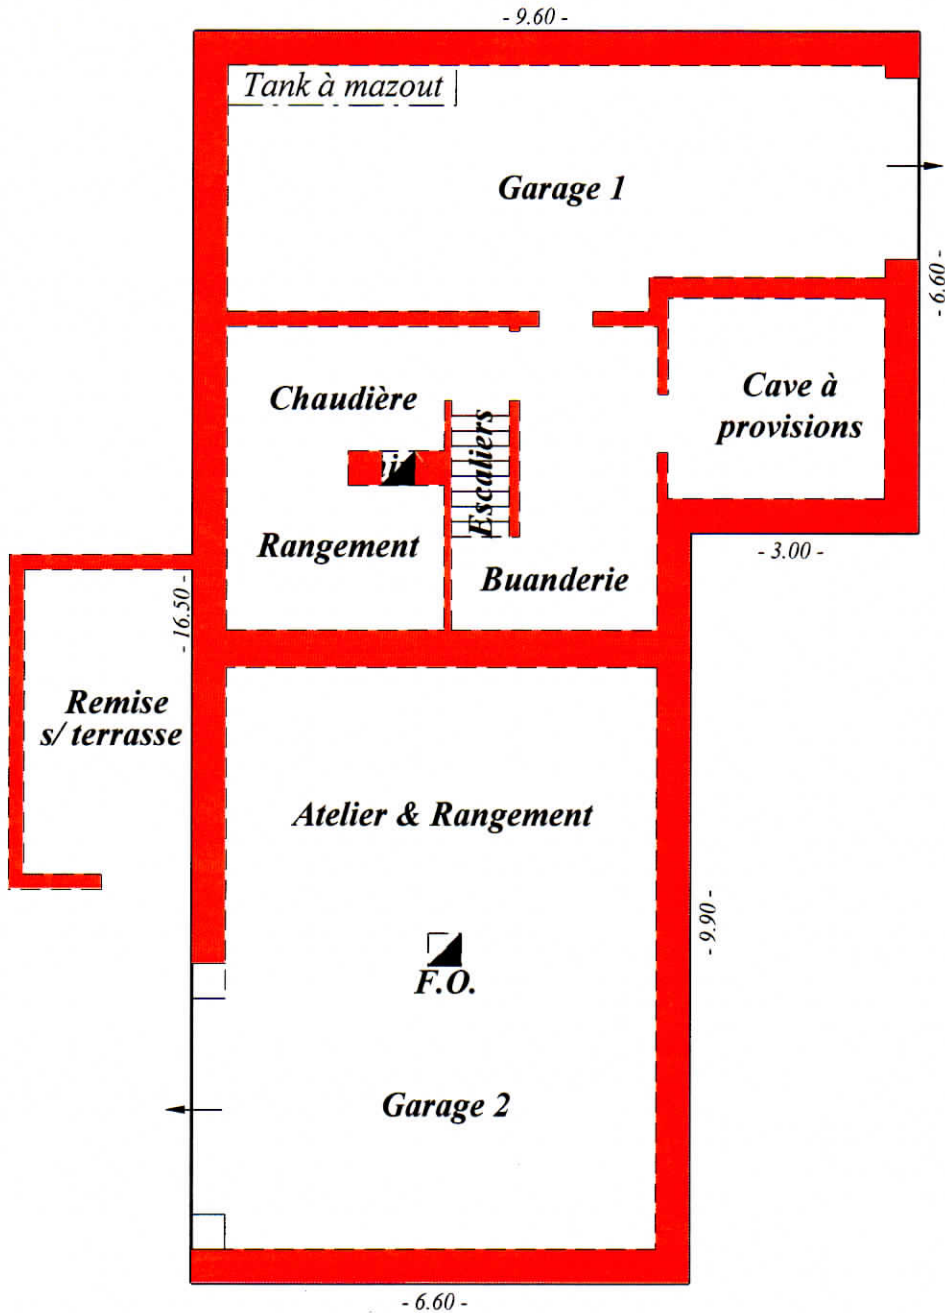 - 9.60 -
Tank à mazout
Garage 1
- 6.60 -
Chaudière
Cave à
provisions
Escaliers
Rangement
Buanderie
- 3.00 -
- 16.50 -
Remise
s/ terrasse
Atelier & Rangement
- 9.90 -
F.O.
Garage 2
- 6.60 -